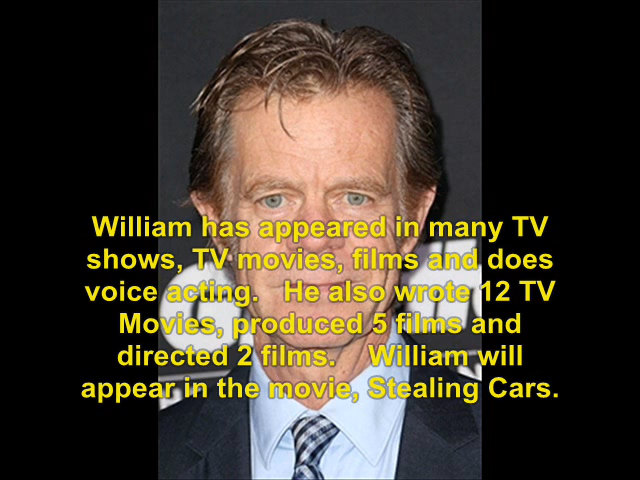 William has appeared in many TV
shows, TV movies, films and does
voice acting.   He also wrote 12 TV
Movies, produced 5 films and
directed 2 films.    William will
appear in the movie, Stealing Cars.